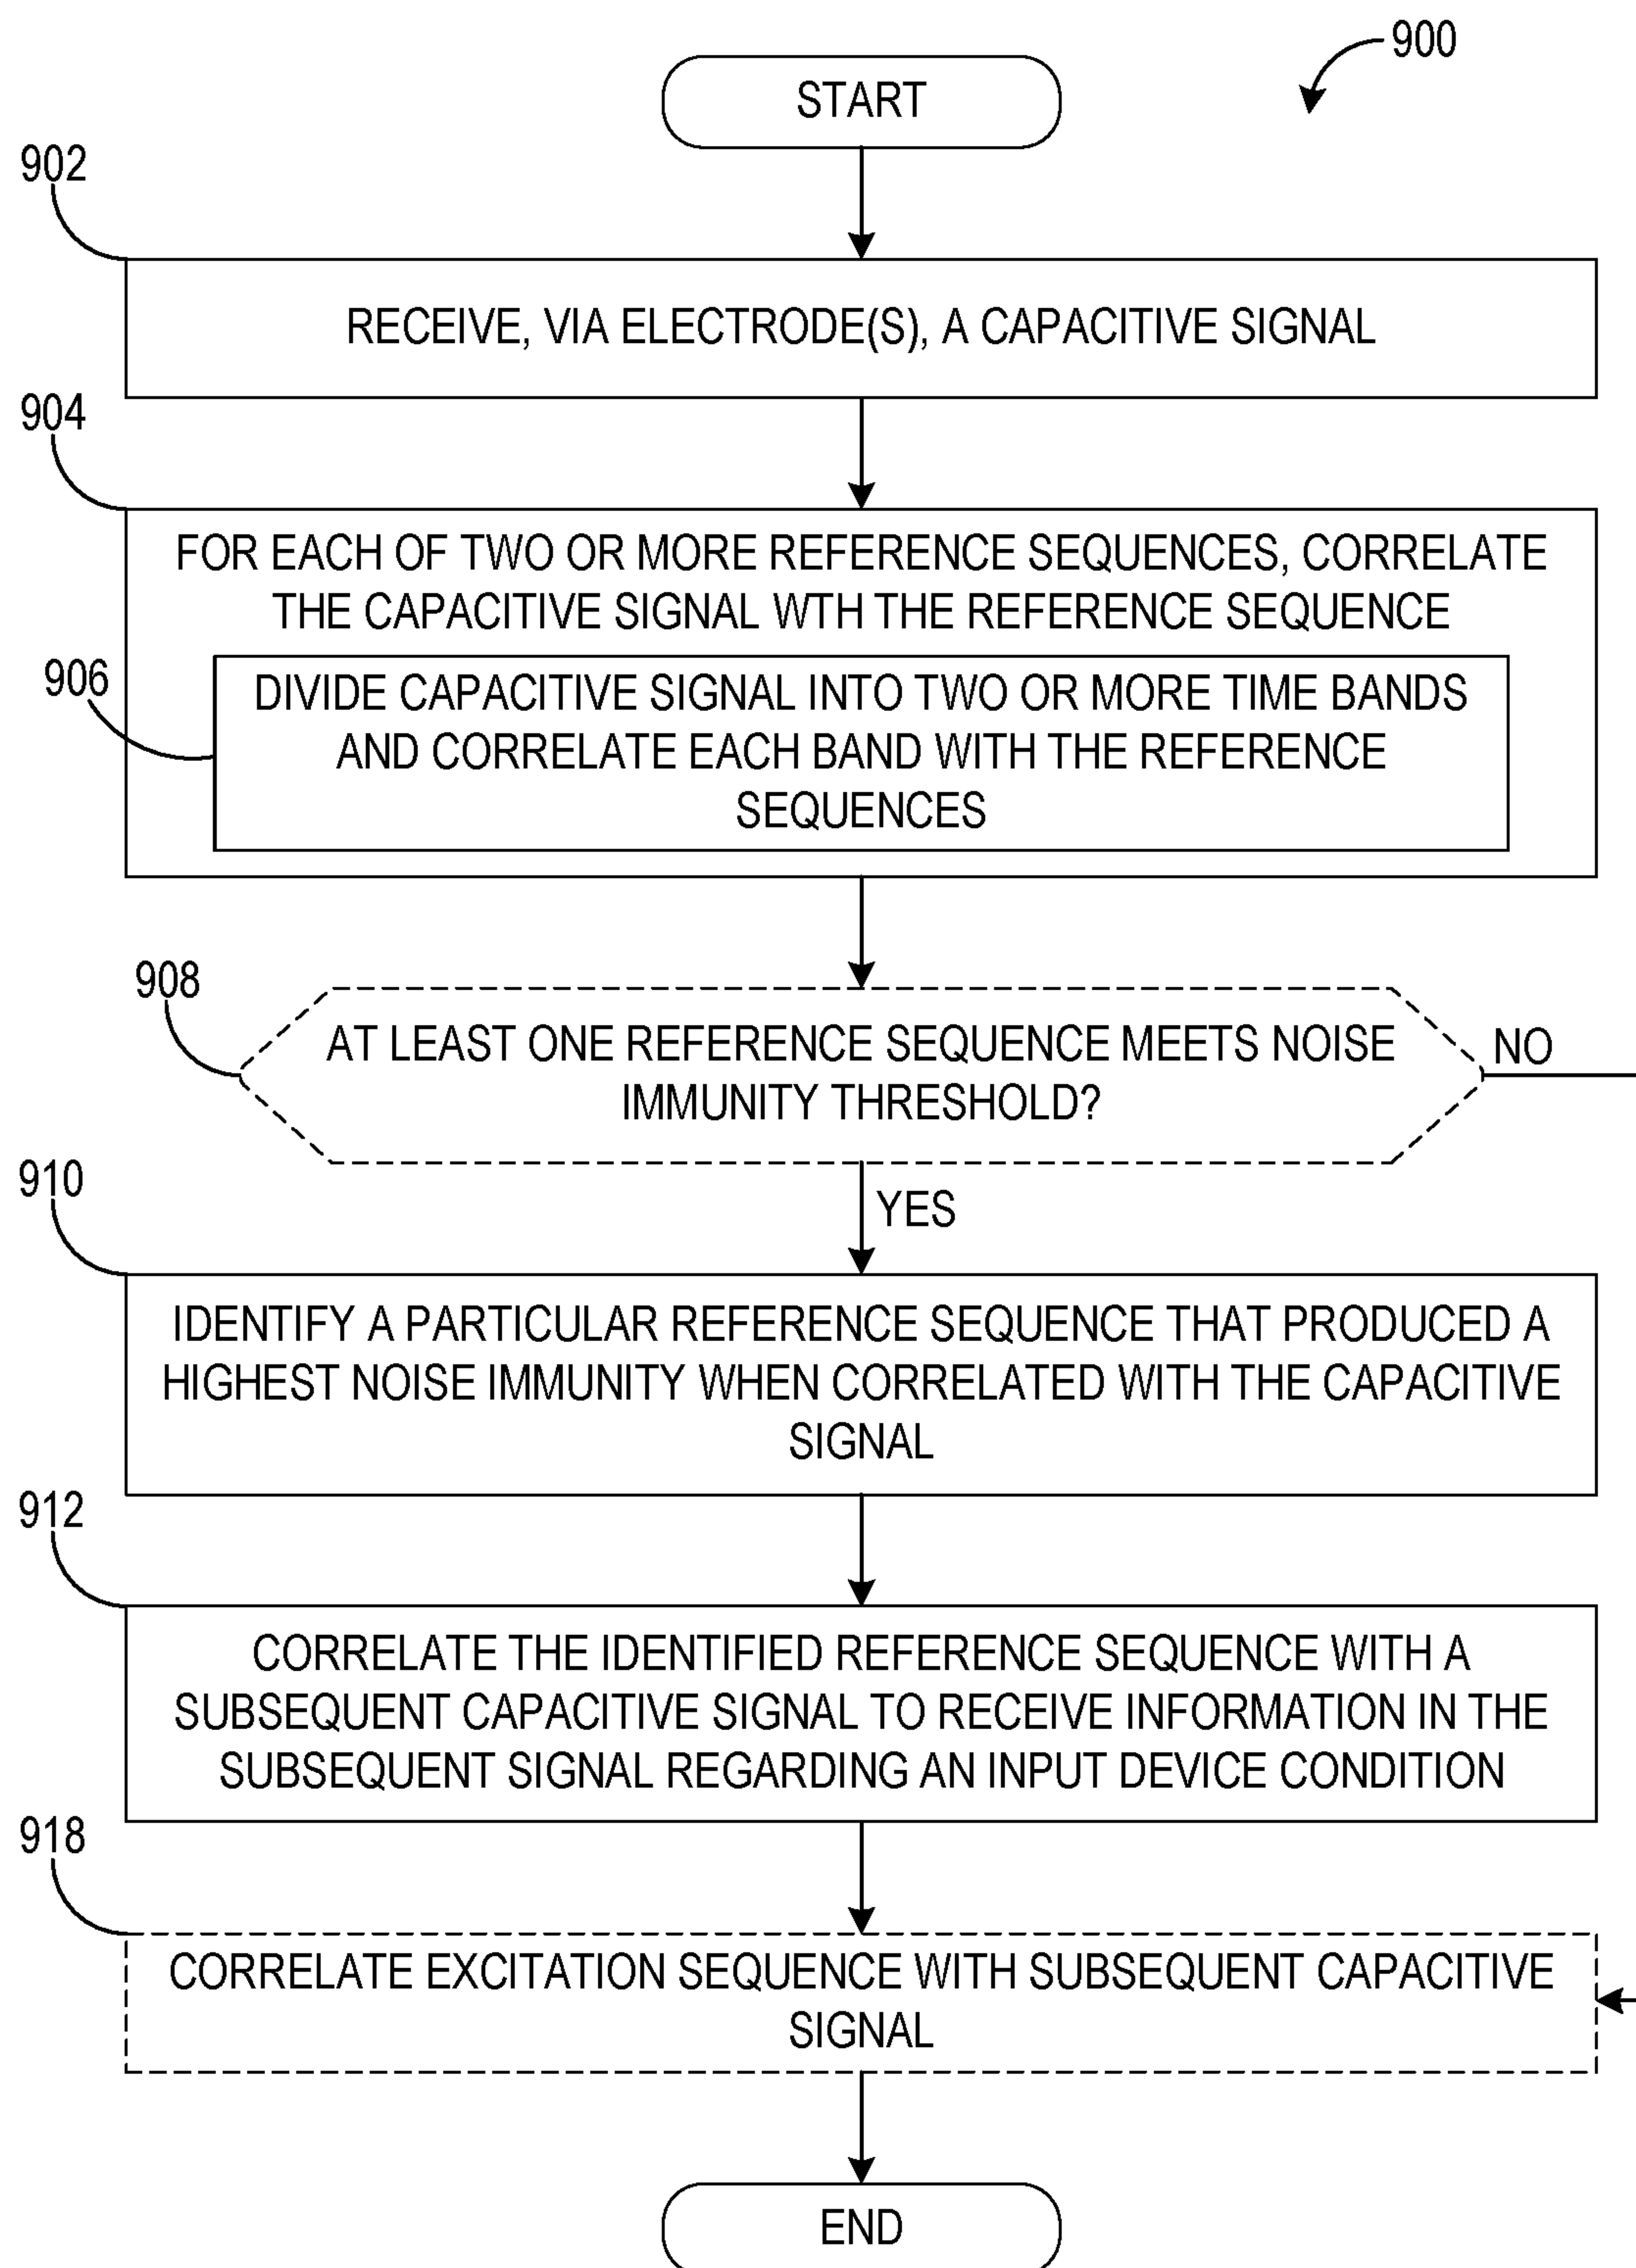 900
START
902
RECEIVE, VIA ELECTRODE(S), A CAPACITIVE SIGNAL
904
FOR EACH OF TWO OR MORE REFERENCE SEQUENCES, CORRELATE
THE CAPACITIVE SIGNAL WTH THE REFERENCE SEQUENCE
906
DIVIDE CAPACITIVE SIGNAL INTO TWO OR MORE TIME BANDS
AND CORRELATE EACH BAND WITH THE REFERENCE
SEQUENCES
908
AT LEAST ONE REFERENCE SEQUENCE MEETS NOISE
IMMUNITY THRESHOLD?
NO
YES
910
IDENTIFY A PARTICULAR REFERENCE SEQUENCE THAT PRODUCED A
HIGHEST NOISE IMMUNITY WHEN CORRELATED WITH THE CAPACITIVE
SIGNAL
912
CORRELATE THE IDENTIFIED REFERENCE SEQUENCE WITH A
SUBSEQUENT CAPACITIVE SIGNAL TO RECEIVE INFORMATION IN THE
SUBSEQUENT SIGNAL REGARDING AN INPUT DEVICE CONDITION
918
CORRELATE EXCITATION SEQUENCE WITH SUBSEQUENT CAPACITIVE
SIGNAL
END